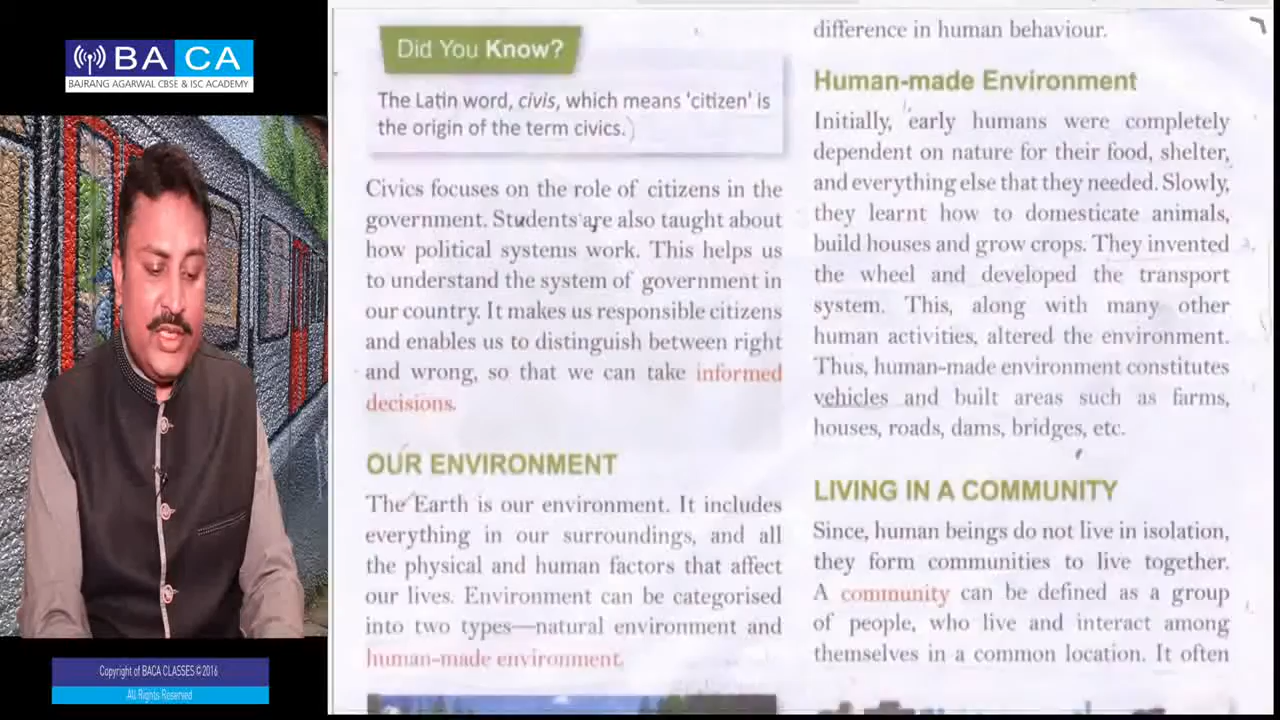 BACA
BAJRANG AGARWAL CBSE & ISC ACADEMY
Copyright of BACA CLASSES ©2016
All Rights Reserved
Did You Know?
The Latin word, civis, which means 'citizen' is
the origin of the term civics.
Civics focuses on the role of citizens in the
government. Students are also taught about
how political systems work. This helps us
to understand the system of government in
our country. It makes us responsible citizens
and enables us to distinguish between right
and wrong, so that we can take informed
decisions.
OUR ENVIRONMENT
The Earth is our environment. It includes
everything in our surroundings, and all
the physical and human factors that affect
our lives. Environment can be categorised
into two types—natural environment and
human-made environment.
difference in human behaviour.
Human-made Environment
Initially, early humans were completely
dependent on nature for their food, shelter,
and everything else that they needed. Slowly,
they learnt how to domesticate animals,
build houses and grow crops. They invented
the wheel and developed the transport
system. This, along with many other
human activities, altered the environment.
Thus, human-made environment constitutes
vehicles and built areas such as farms,
houses, roads, dams, bridges, etc.
LIVING IN A COMMUNITY
Since, human beings do not live in isolation,
they form communities to live together.
A community can be defined as a group
of people, who live and interact among
themselves in a common location. It often